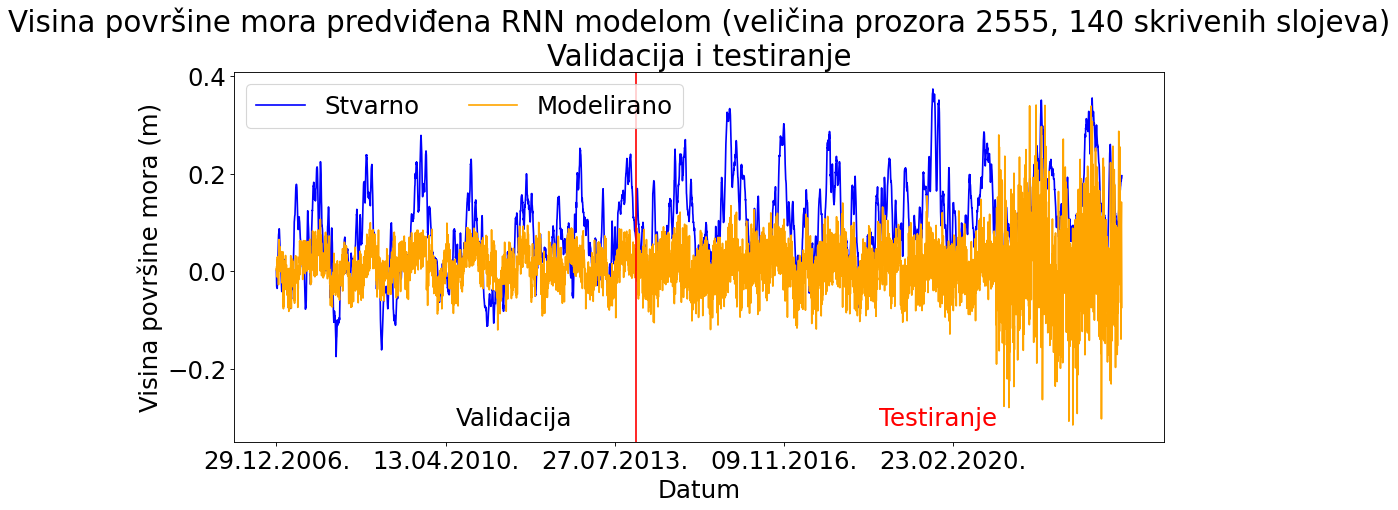 Visina površine mora predviđena RNN modelom (veličina prozora 2555, 140 skrivenih slojeva)
Validacija i testiranje
Stvarno
Modelirano
Visina površine mora (m)
0.4
0.2
0.0
−0.2
Validacija
Testiranje
29.12.2006.
13.04.2010.
27.07.2013.
09.11.2016.
23.02.2020.
Datum